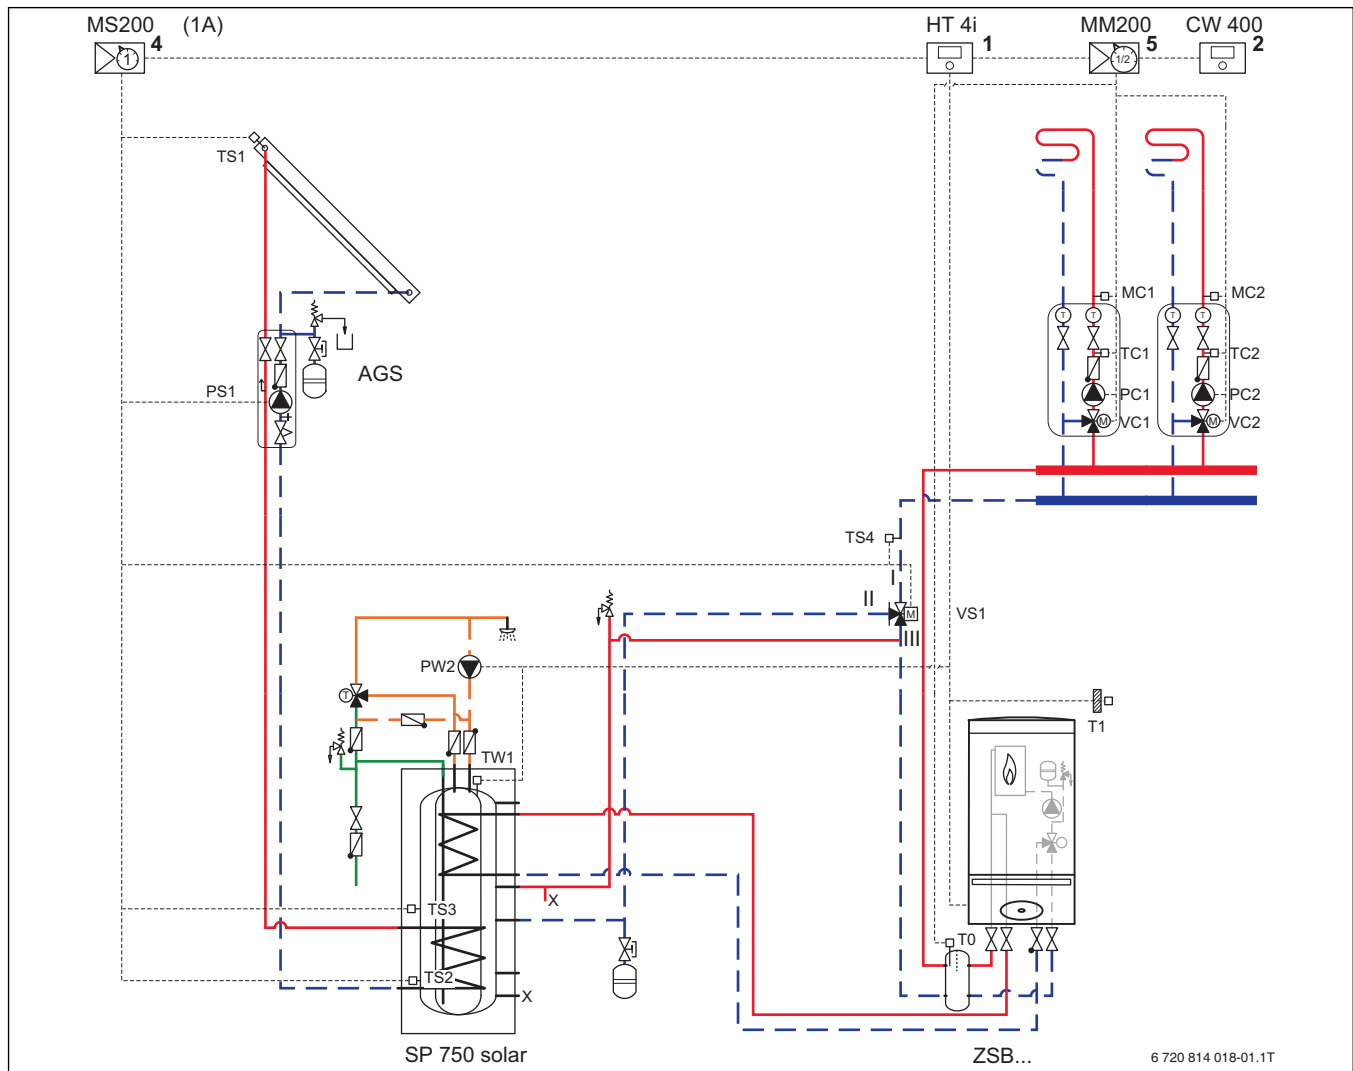 MS200 (1A) HT 4i MM200 CW 400
4 1 5 2
1 1/2
TS1
MC1 MC2
T T T T
AGS
TC1 TC2
PS1
PC1 PC2
M VC1 M VC2
TS4
I
II
M VS1
III
PW2
T
T1
TW1
X
TS3
T0
TS2
X
SP 750 solar ZSB...
6 720 814 018-01.1T